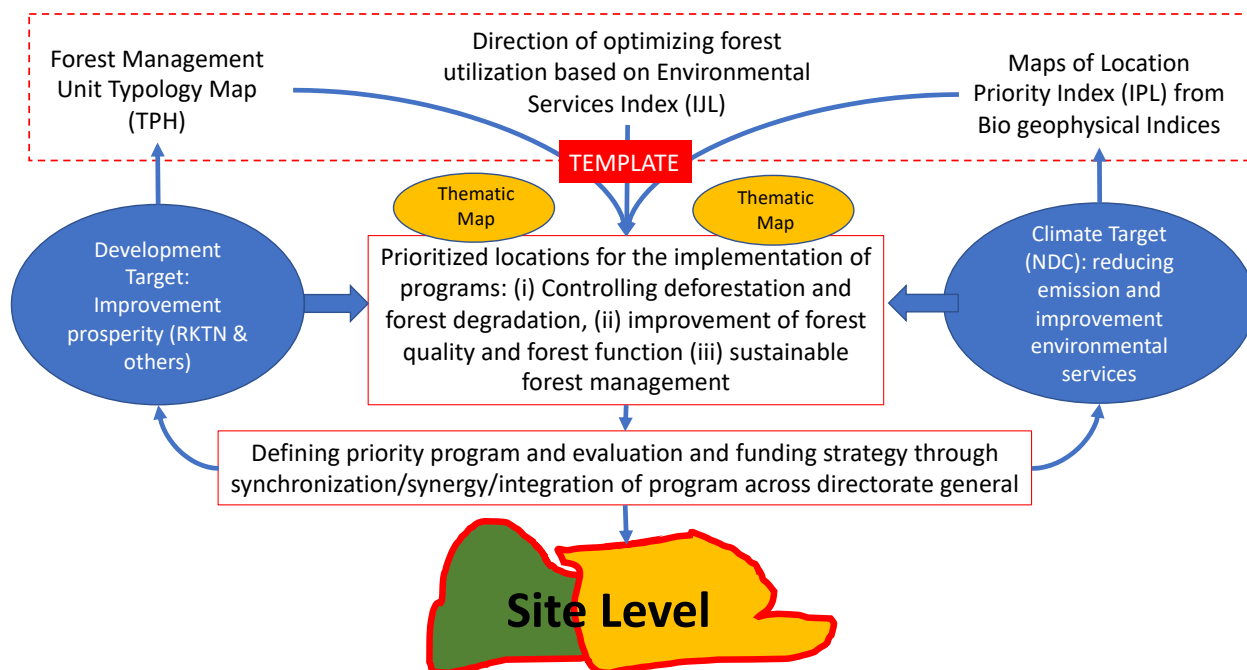 Forest Management
Unit Typology Map
(TPH)
Direction of optimizing forest
utilization based on Environmental
Services Index (IJL)
Maps of Location
Priority Index (IPL) from
Bio geophysical Indices
TEMPLATE
Thematic
Map
Thematic
Map
Development
Target:
Improvement
prosperity (RKTN &
others)
Prioritized locations for the implementation of
programs: (i) Controlling deforestation and
forest degradation, (ii) improvement of forest
quality and forest function (iii) sustainable
forest management
Climate Target
(NDC): reducing
emission and
improvement
environmental
services
Defining priority program and evaluation and funding strategy through
synchronization/synergy/integration of program across directorate general
Site Level